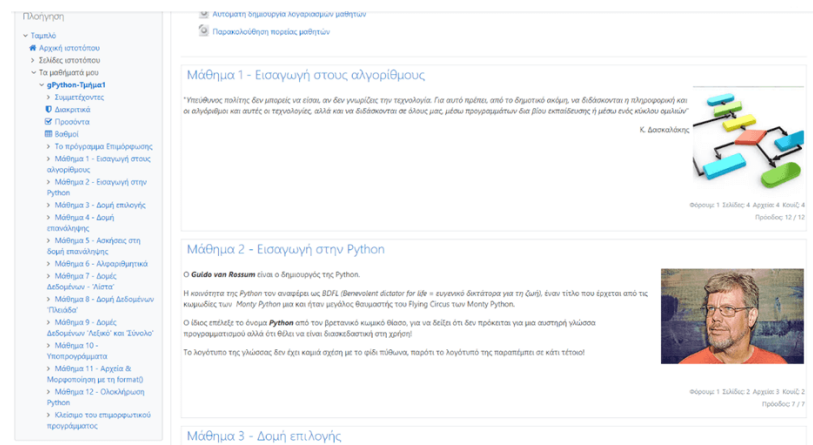 Πλοήγηση
Ταμπλό
Αρχική ιστοτόπου
Σελίδες ιστοτόπου
Τα μαθήματά μου
gPython-Τμήμα1
Συμμετέχοντες
Διακριτικά
Προσόντα
Βαθμοί
Το πρόγραμμα Επιμόρφωσης
Μάθημα 1 - Εισαγωγή στους
αλγορίθμους
Μάθημα 2 - Εισαγωγή στην
Python
Μάθημα 3 - Δομή επιλογής
Μάθημα 4 - Δομή
επανάληψης
Μάθημα 5 - Ασκήσεις στη
δομή επανάληψης
Μάθημα 6 - Αλφαριθμητικά
Μάθημα 7 - Δομές
Δεδομένων - 'Λίστα'
Μάθημα 8 - Δομή Δεδομένων
'Πλειάδα'
Μάθημα 9 - Δομές
Δεδομένων 'Λεξικό' και 'Σύνολο'
Μάθημα 10 -
Υποπρογράμματα
Μάθημα 11 - Αρχεία &
Μορφοποίηση με τη format()
Μάθημα 12 - Ολοκλήρωση
Python
Κλείσιμο του επιμορφωτικού
προγράμματος
Αυτόματη δημιουργία λογαριασμών μαθητών
Παρακολούθηση πορείας μαθητών
Μάθημα 1 - Εισαγωγή στους αλγορίθμους
"Υπεύθυνος πολίτης δεν μπορείς να είσαι, αν δεν γνωρίζεις την τεχνολογία. Για αυτό πρέπει, από το δημοτικό ακόμη, να διδάσκονται η πληροφορική και
οι αλγόριθμοι και αυτές οι τεχνολογίες, αλλά και να διδάσκονται σε όλους μας, μέσω προγραμμάτων δια βίου εκπαίδευσης ή μέσω ενός κύκλου ομιλιών"
Κ. Δασκαλάκης
Φόρουμ: 1 Σελίδες: 4 Αρχεία: 4 Κουίζ: 4
Πρόοδος: 12 / 12
Μάθημα 2 - Εισαγωγή στην Python
Ο Guido van Rossum είναι ο δημιουργός της Python.
Η κοινότητα της Python τον αναφέρει ως BDFL (Benevolent dictator for life = ευγενικό δικτάτορα για τη ζωή), έναν τίτλο που έρχεται από τις
κωμωδίες των Monty Python μια και ήταν μεγάλος θαυμαστής του Flying Circus των Monty Python.
Ο ίδιος επέλεξε το όνομα Python από τον βρετανικό κωμικό θίασο, για να δείξει ότι δεν πρόκειται για μια αυστηρή γλώσσα
προγραμματισμού αλλά ότι θέλει να είναι διασκεδαστική στη χρήση!
Το λογότυπο της γλώσσας δεν έχει καμιά σχέση με το φίδι πύθωνα, παρότι το λογότυπό της παραπέμπει σε κάτι τέτοιο!
Φόρουμ: 1 Σελίδες: 2 Αρχεία: 3 Κουίζ: 2
Πρόοδος: 7 / 7
Μάθημα 3 - Δομή επιλογής